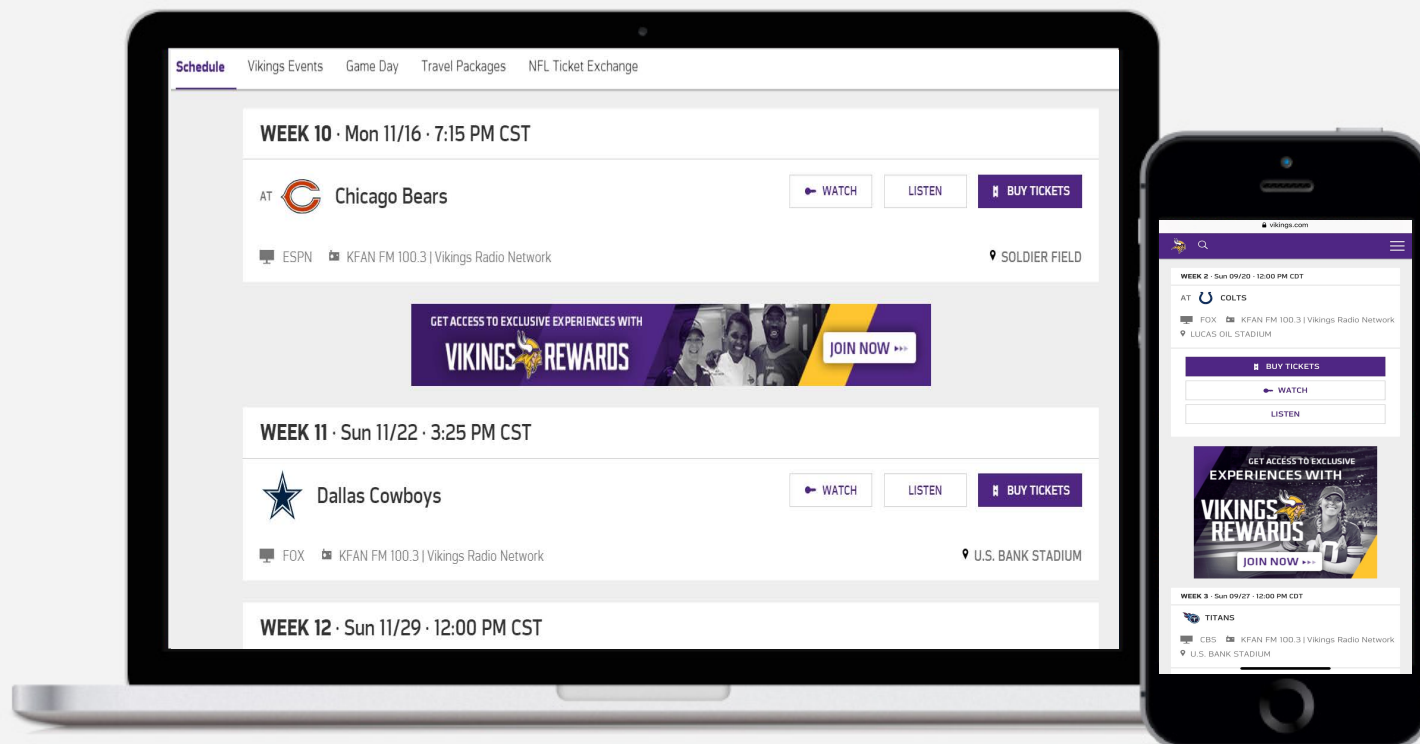 Schedule Vikings Events Game Day Travel Packages NFL Ticket Exchange
WEEK 10 · Mon 11/16 · 7:15 PM CST
AT Chicago Bears WATCH LISTEN BUY TICKETS
ESPN KFAN FM 100.3 | Vikings Radio Network SOLDIER FIELD
GET ACCESS TO EXCLUSIVE EXPERIENCES WITH
VIKINGS REWARDS
JOIN NOW
WEEK 11 · Sun 11/22 · 3:25 PM CST
Dallas Cowboys WATCH LISTEN BUY TICKETS
FOX KFAN FM 100.3 | Vikings Radio Network U.S. BANK STADIUM
WEEK 12 · Sun 11/29 · 12:00 PM CST
vikings.com
WEEK 2 · Sun 09/20 · 12:00 PM CDT
AT COLTS
FOX KFAN FM 100.3 | Vikings Radio Network
LUCAS OIL STADIUM
BUY TICKETS
WATCH
LISTEN
GET ACCESS TO EXCLUSIVE
EXPERIENCES WITH
VIKINGS
REWARDS
JOIN NOW
WEEK 3 · Sun 09/27 · 12:00 PM CDT
TITANS
CBS KFAN FM 100.3 | Vikings Radio Network
U.S. BANK STADIUM